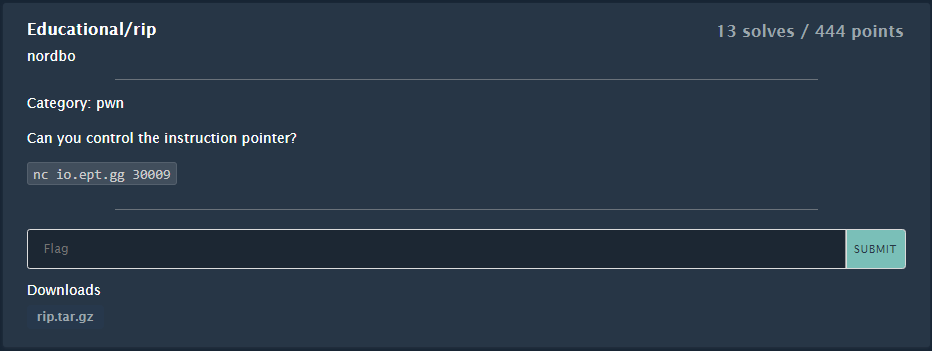 Educational/rip
13 solves / 444 points
nordbo
Category: pwn
Can you control the instruction pointer?
nc io.ept.gg 30009
Flag
SUBMIT
Downloads
rip.tar.gz